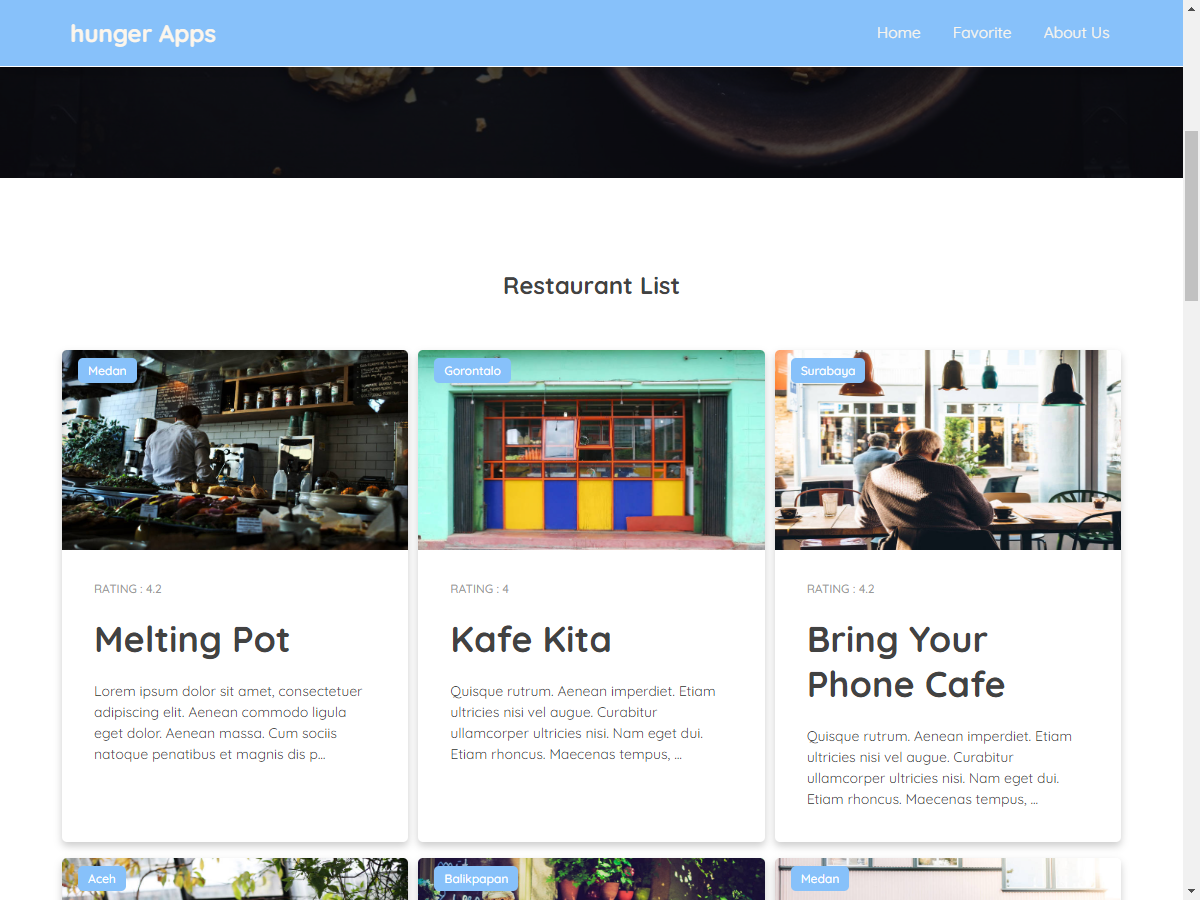 hunger Apps
Home
Favorite
About Us
Restaurant List
Medan
RATING : 4.2
Melting Pot
Lorem ipsum dolor sit amet, consectetuer
adipiscing elit. Aenean commodo ligula
eget dolor. Aenean massa. Cum sociis
natoque penatibus et magnis dis p...
Gorontalo
RATING : 4
Kafe Kita
Quisque rutrum. Aenean imperdiet. Etiam
ultricies nisi vel augue. Curabitur
ullamcorper ultricies nisi. Nam eget dui.
Etiam rhoncus. Maecenas tempus, ...
Surabaya
RATING : 4.2
Bring Your
Phone Cafe
Quisque rutrum. Aenean imperdiet. Etiam
ultricies nisi vel augue. Curabitur
ullamcorper ultricies nisi. Nam eget dui.
Etiam rhoncus. Maecenas tempus, ...
Aceh
Balikpapan
Medan